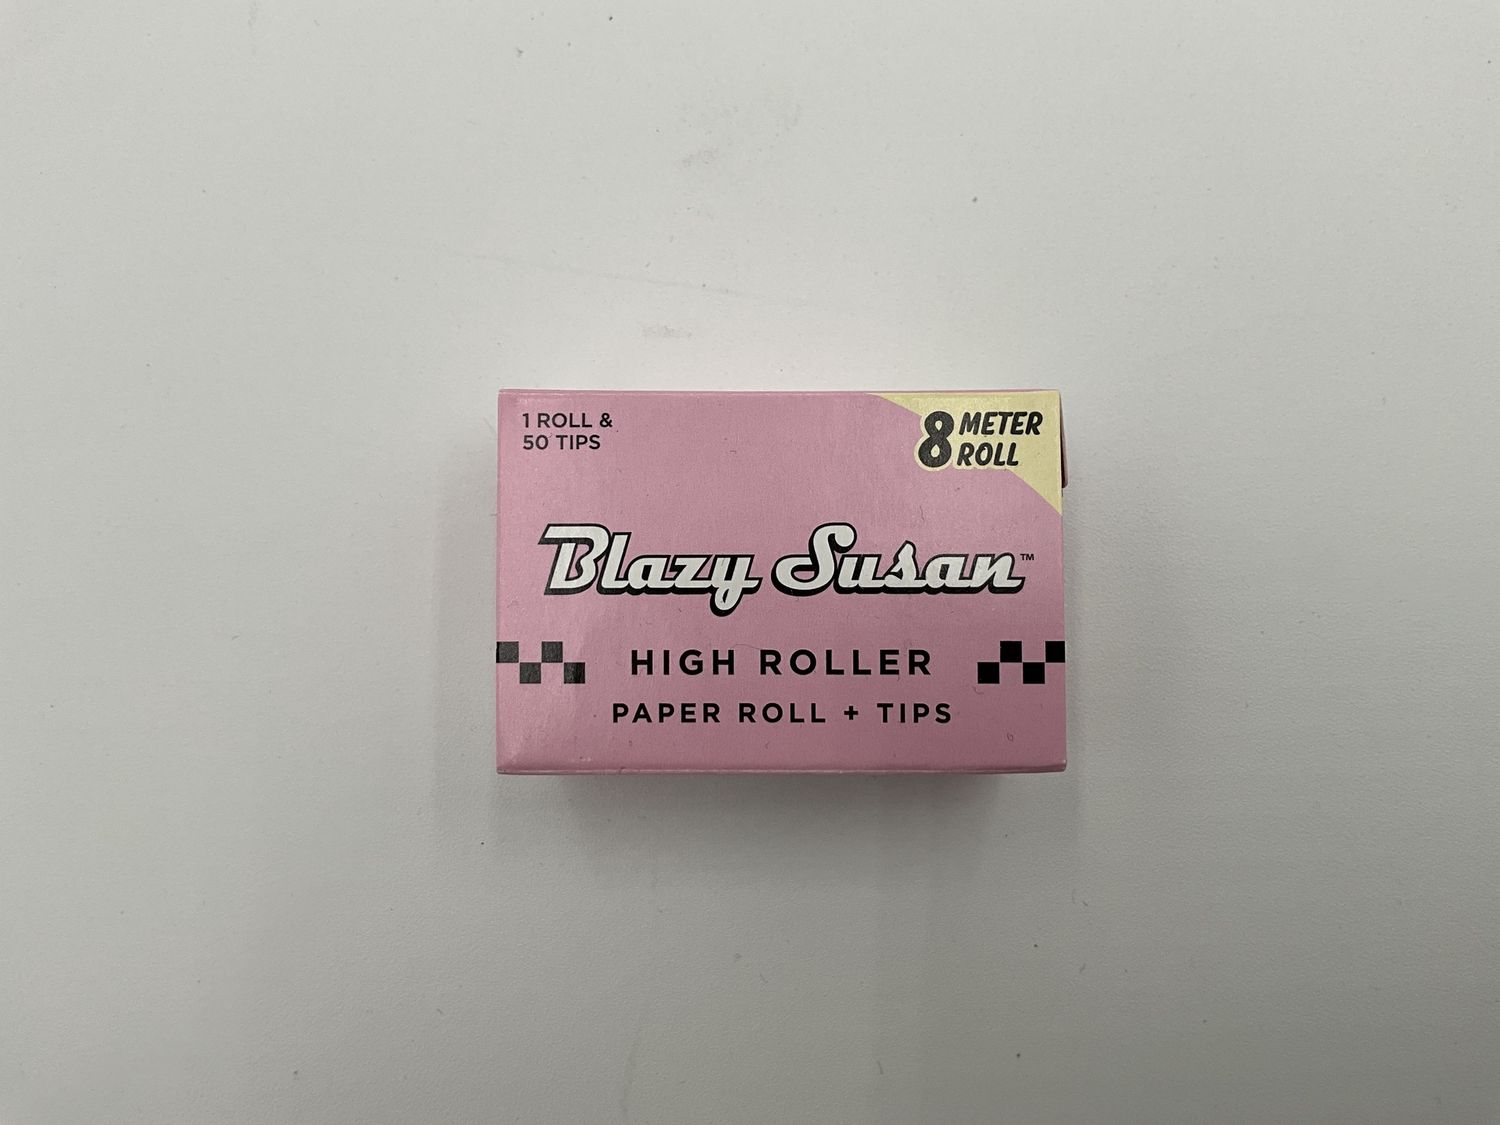 1 ROLL &
50 TIPS
8 METER
ROLL
Blazy Susan™
HIGH ROLLER
PAPER ROLL + TIPS